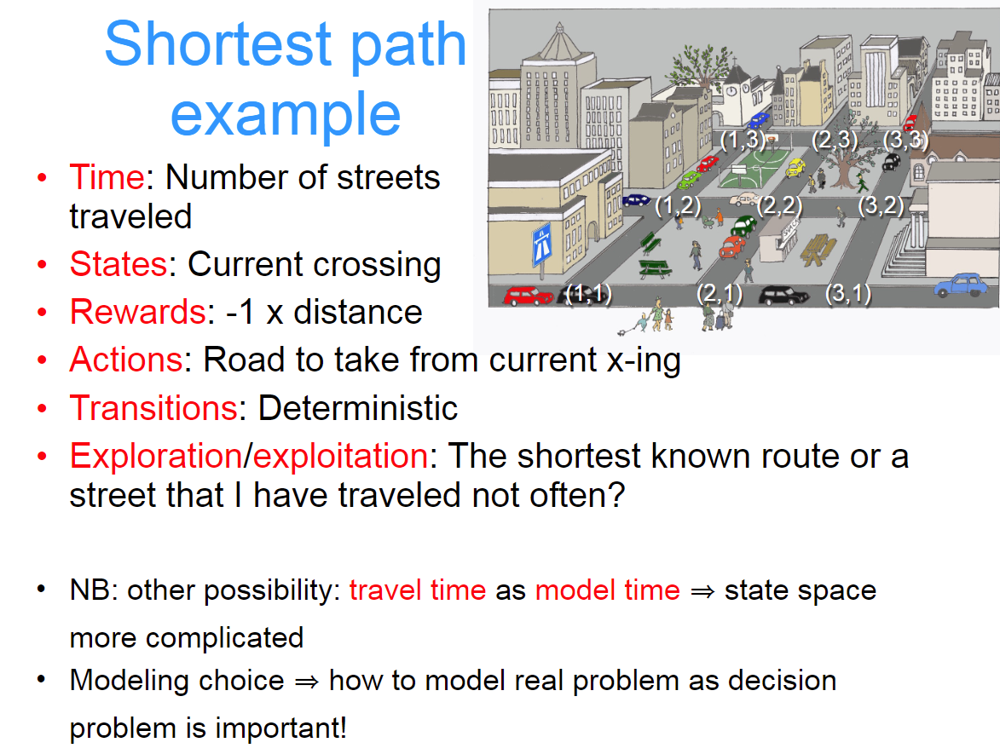 Shortest path
example
• Time: Number of streets
traveled
• States: Current crossing
• Rewards: -1 x distance
• Actions: Road to take from current x-ing
• Transitions: Deterministic
• Exploration/exploitation: The shortest known route or a
street that I have traveled not often?
• NB: other possibility: travel time as model time ⇒ state space
more complicated
• Modeling choice ⇒ how to model real problem as decision
problem is important!
(1,3) (2,3) (3,3)
(1,2) (2,2) (3,2)
(1,1) (2,1) (3,1)